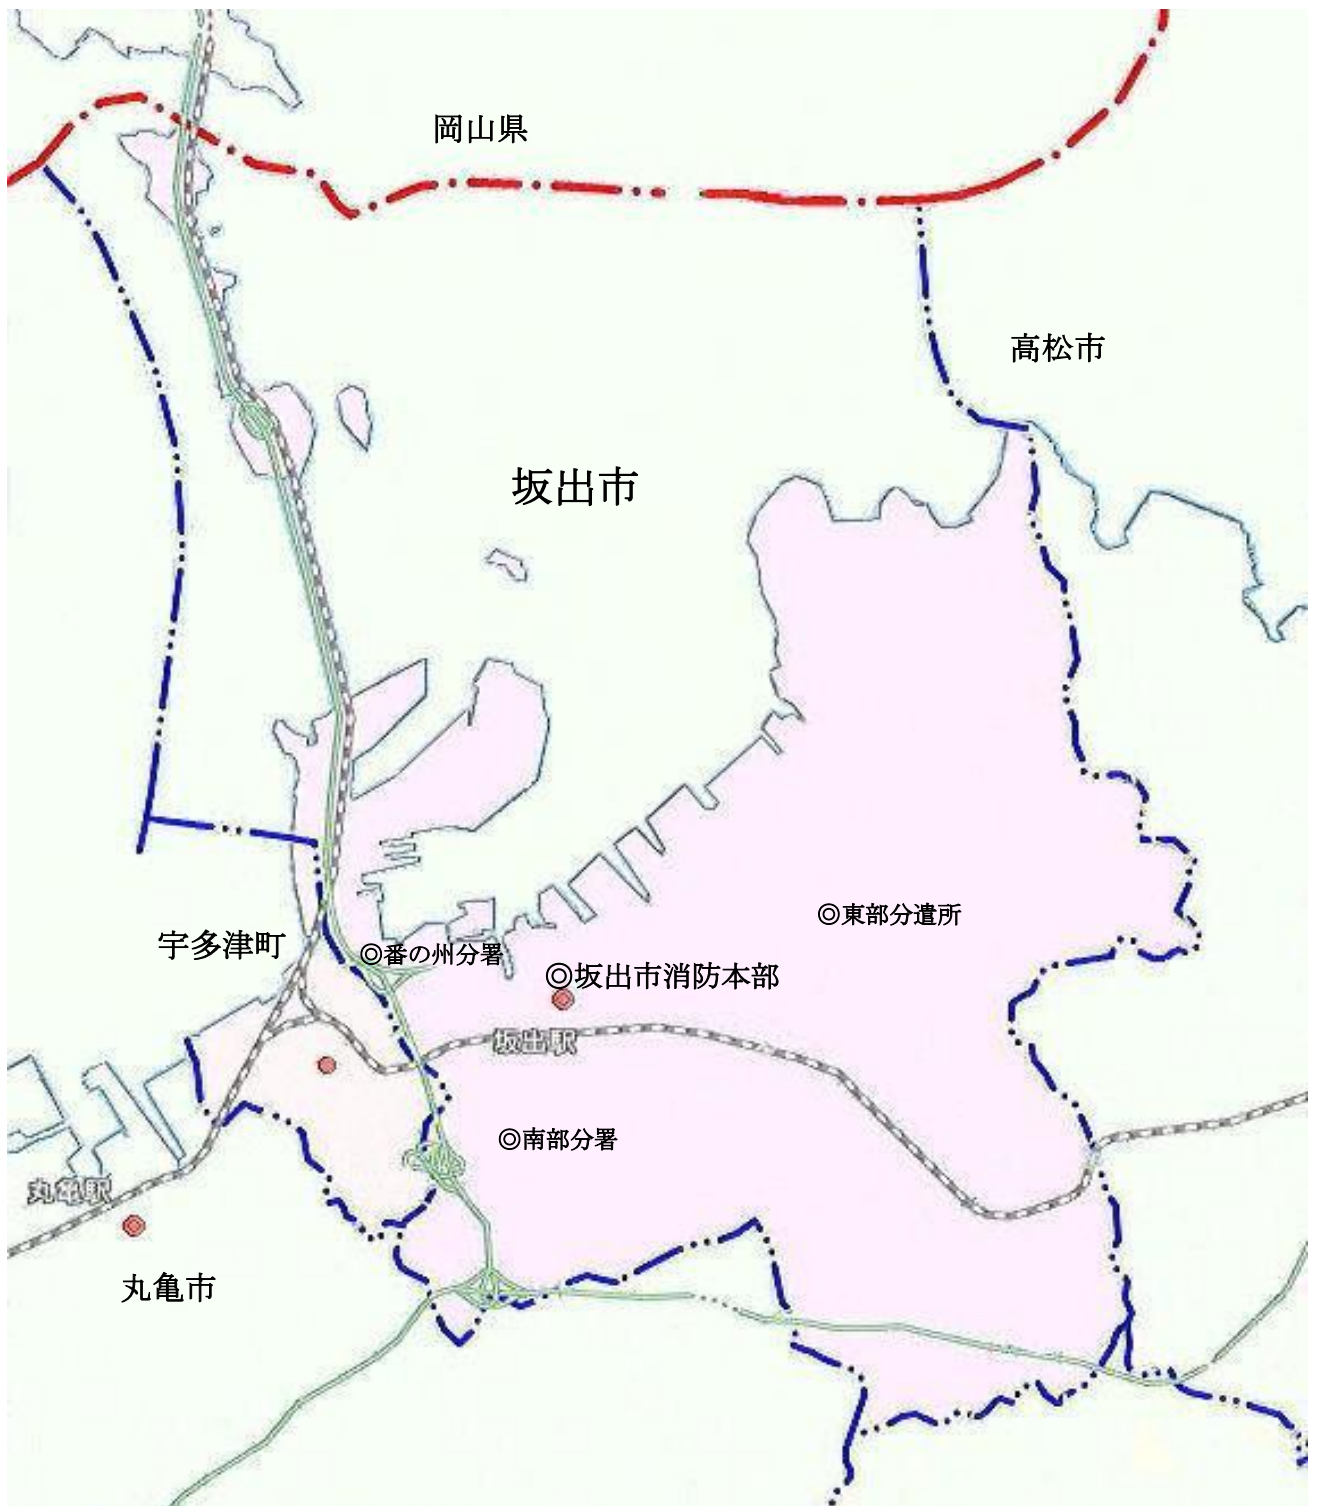 岡山県
高松市
坂出市
◎東部分遣所
宇多津町
◎番の州分署
◎坂出市消防本部
坂出駅
◎南部分署
丸亀駅
丸亀市